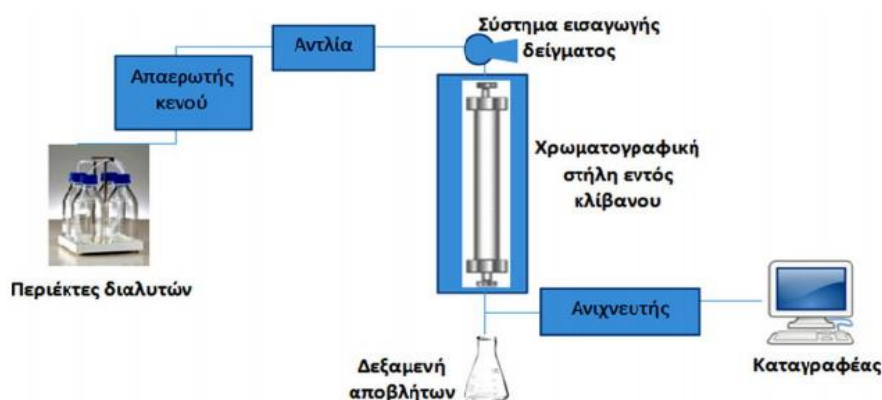 Σύστημα εισαγωγής
δείγματος
Αντλία
Απαερωτής
κενού
Χρωματογραφική
στήλη εντός
κλίβανου
Περιέκτες διαλυτών
Ανιχνευτής
Δεξαμενή
αποβλήτων
Καταγραφέας